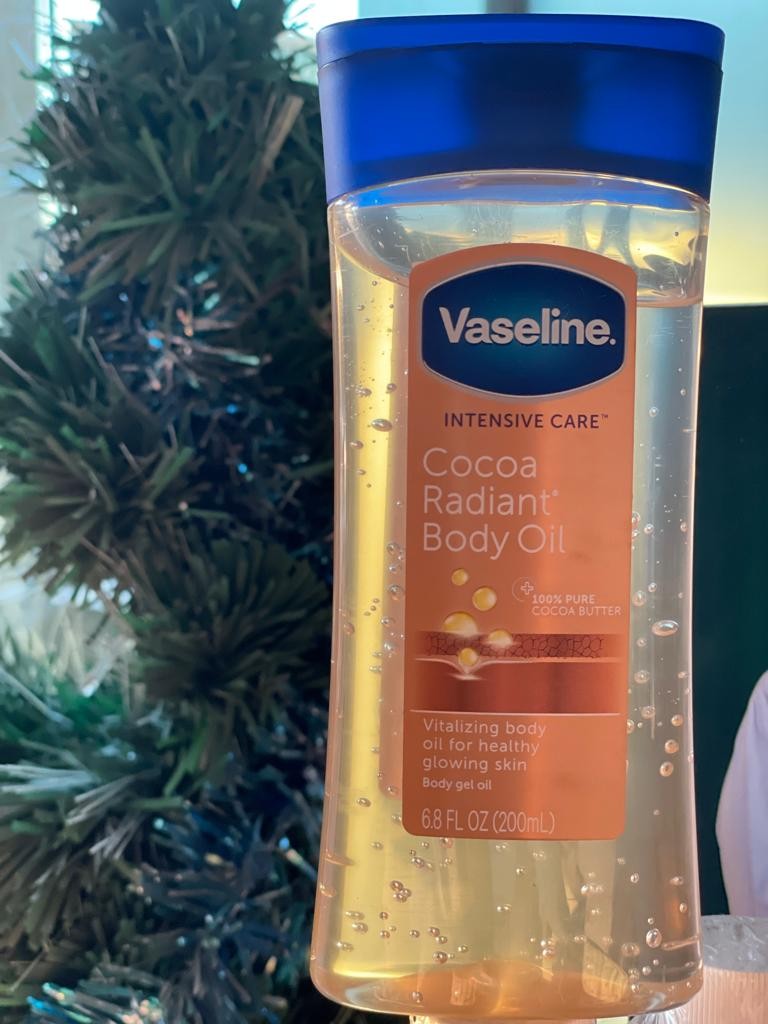 Vaseline.
INTENSIVE CARE™
Cocoa
Radiant®
Body Oil
100% PURE
COCOA BUTTER
Vitalizing body
oil for healthy
glowing skin
Body gel oil
6.8 FL OZ (200mL)